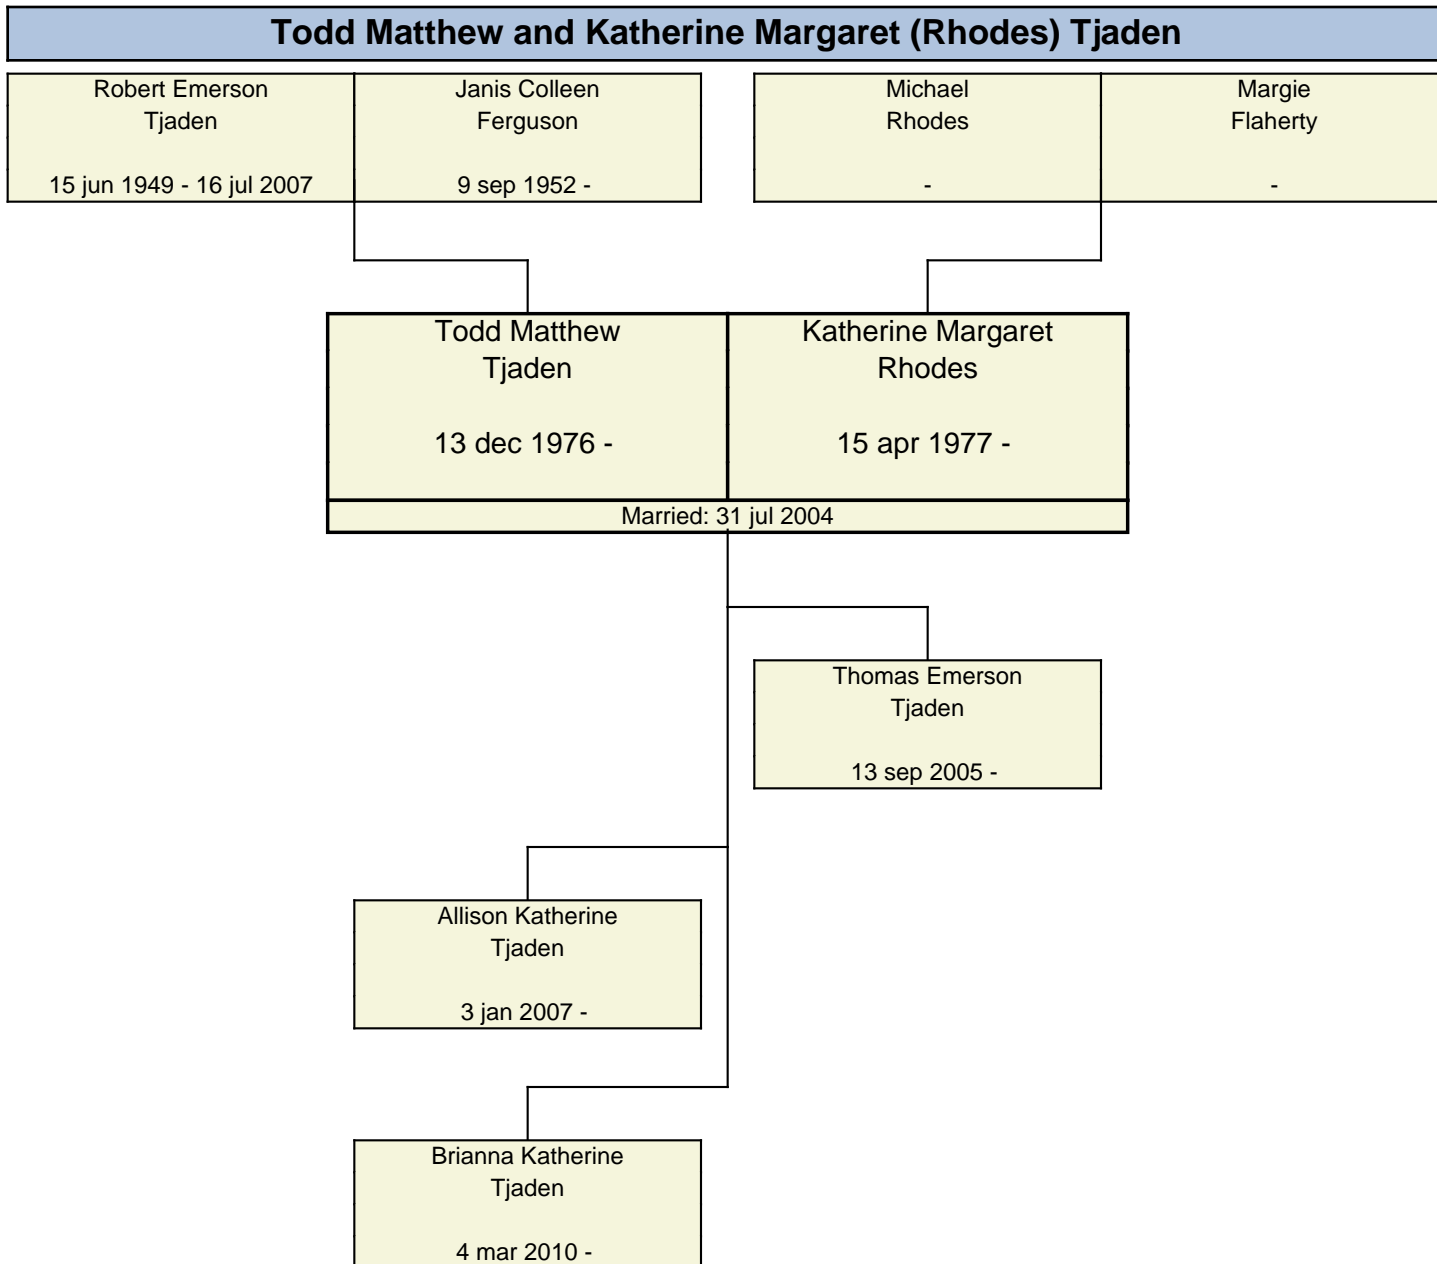 Todd Matthew and Katherine Margaret (Rhodes) Tjaden
Robert Emerson
Tjaden
15 jun 1949 - 16 jul 2007
Janis Colleen
Ferguson
9 sep 1952 -
Michael
Rhodes
-
Margie
Flaherty
-
Todd Matthew
Tjaden
13 dec 1976 -
Katherine Margaret
Rhodes
15 apr 1977 -
Married: 31 jul 2004
Thomas Emerson
Tjaden
13 sep 2005 -
Allison Katherine
Tjaden
3 jan 2007 -
Brianna Katherine
Tjaden
4 mar 2010 -